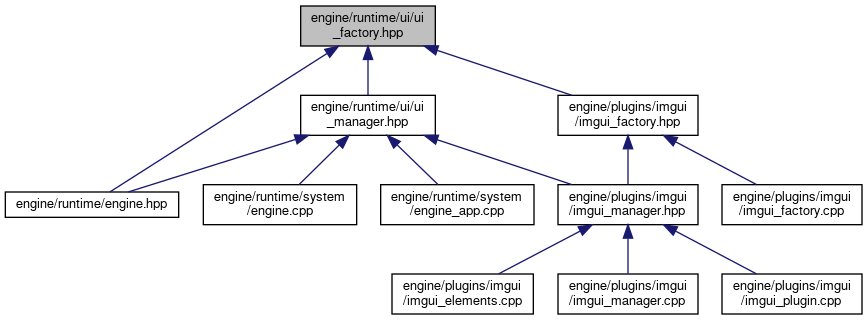 engine/runtime/ui/ui
_factory.hpp
engine/runtime/ui/ui
_manager.hpp
engine/plugins/imgui
/imgui_factory.hpp
engine/runtime/engine.hpp
engine/runtime/system
/engine.cpp
engine/runtime/system
/engine_app.cpp
engine/plugins/imgui
/imgui_manager.hpp
engine/plugins/imgui
/imgui_factory.cpp
engine/plugins/imgui
/imgui_elements.cpp
engine/plugins/imgui
/imgui_manager.cpp
engine/plugins/imgui
/imgui_plugin.cpp